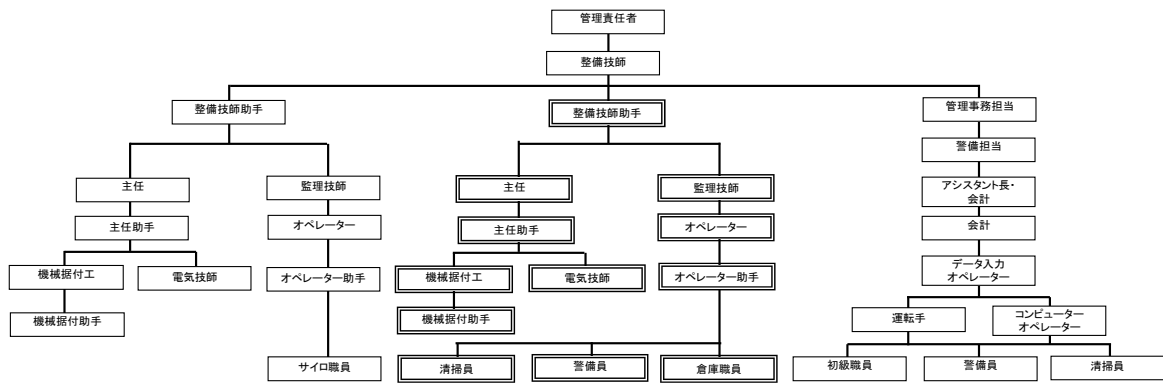 管理責任者
整備技師
整備技師助手
整備技師助手
管理事務担当
警備担当
主任
監理技師
主任
監理技師
アシスタント長・
会計
主任助手
オペレーター
主任助手
オペレーター
会計
機械据付工
電気技師
オペレーター助手
機械据付工
電気技師
オペレーター助手
データ入力
オペレーター
機械据付助手
機械据付助手
運転手
コンピューター
オペレーター
サイロ職員
清掃員
警備員
倉庫職員
初級職員
警備員
清掃員